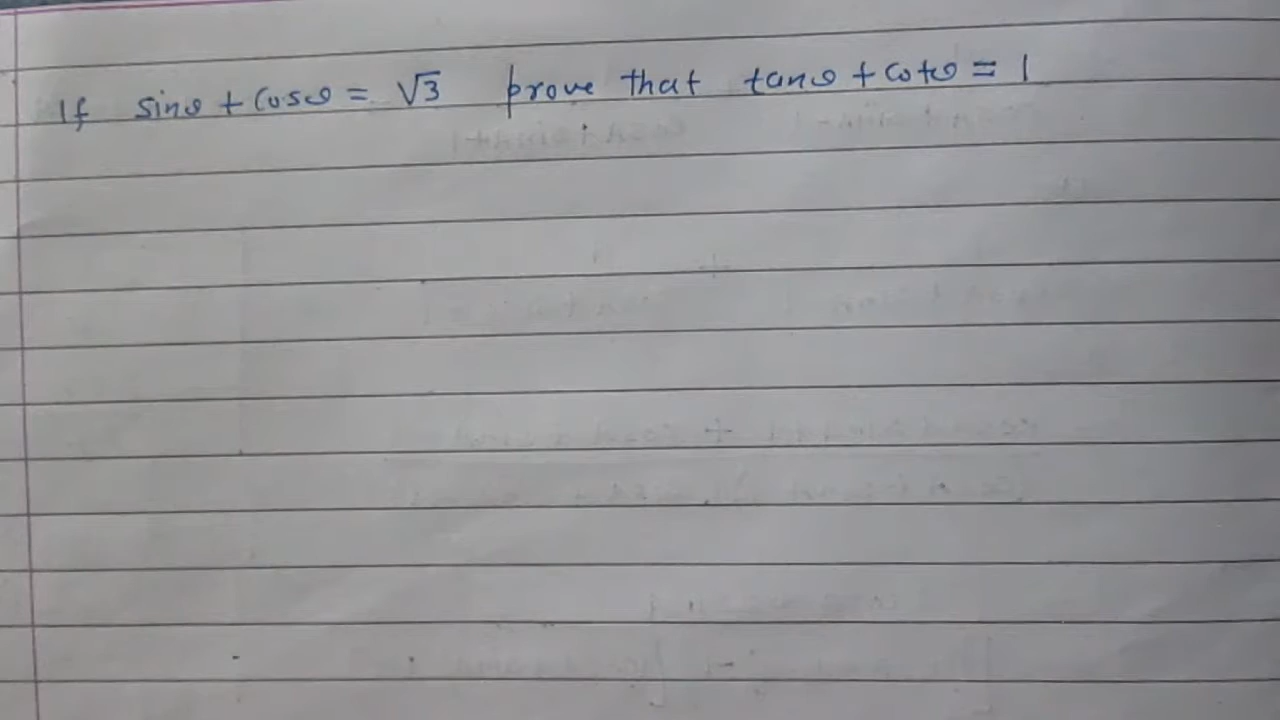 If sinθ + cosθ = √3 prove that tanθ + cotθ = 1